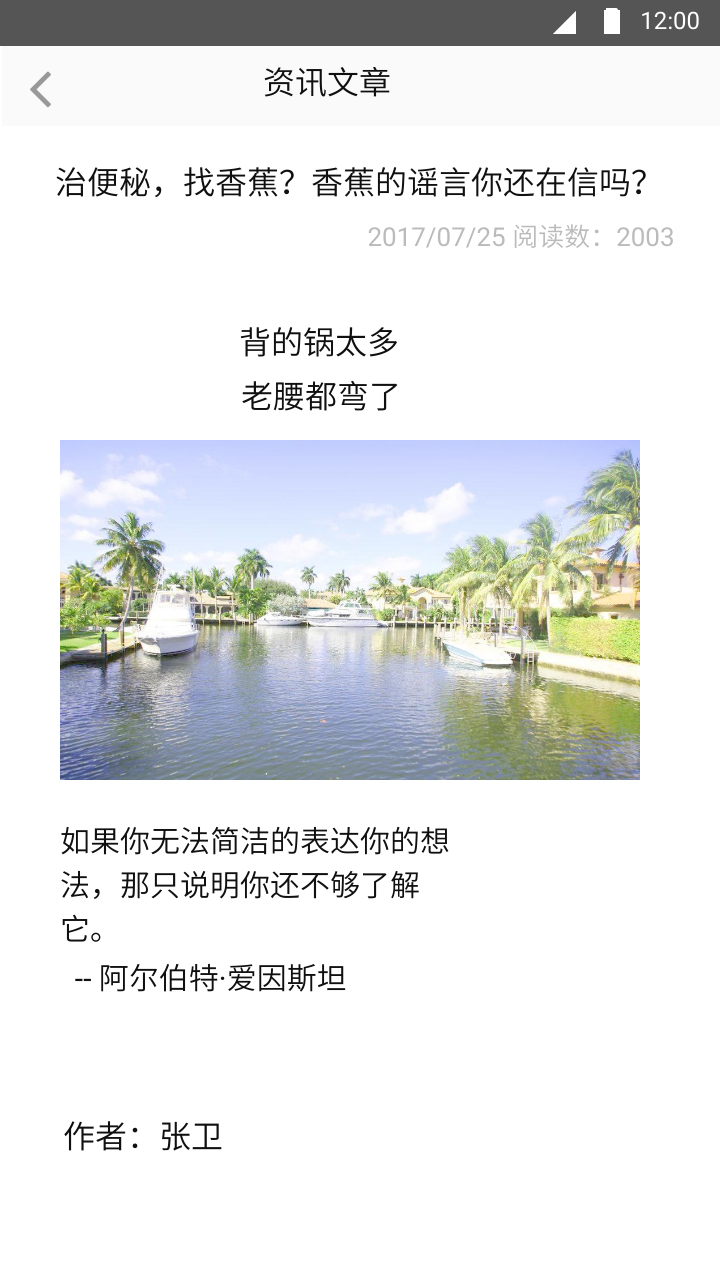 12:00
资讯文章
治便秘，找香蕉？香蕉的谣言你还在信吗？
2017/07/25 阅读数：2003
背的锅太多
老腰都弯了
如果你无法简洁的表达你的想
法，那只说明你还不够了解
它。
-- 阿尔伯特·爱因斯坦
作者：张卫